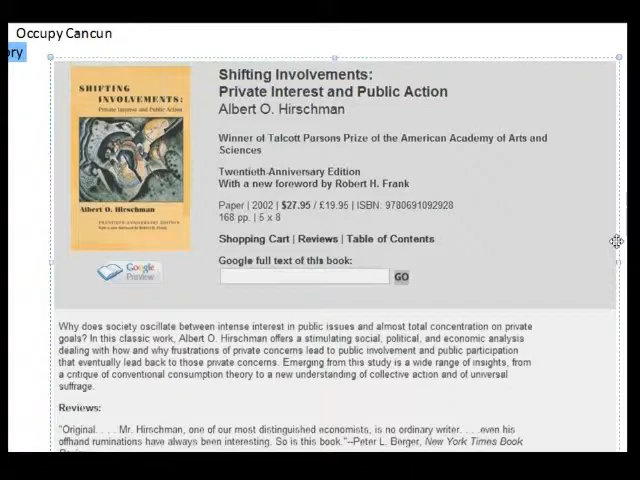 Occupy Cancun
ory
SHIFTING
INVOLVEMENTS:
Private Interest and Public Action
Albert O. Hirschman
TWENTIETH-ANNIVERSARY EDITION
With a new foreword by Robert H. Frank
Google
Preview
Shifting Involvements:
Private Interest and Public Action
Albert O. Hirschman
Winner of Talcott Parsons Prize of the American Academy of Arts and
Sciences
Twentieth-Anniversary Edition
With a new foreword by Robert H. Frank
Paper | 2002 | $27.95 / £19.95 | ISBN: 9780691092928
168 pp. | 5 x 8
Shopping Cart | Reviews | Table of Contents
Google full text of this book:
GO
Why does society oscillate between intense interest in public issues and almost total concentration on private
goals? In this classic work, Albert O. Hirschman offers a stimulating social, political, and economic analysis
dealing with how and why frustrations of private concerns lead to public involvement and public participation
that eventually lead back to those private concerns. Emerging from this study is a wide range of insights, from
a critique of conventional consumption theory to a new understanding of collective action and of universal
suffrage.
Reviews:
"Original. . . . Mr. Hirschman, one of our most distinguished economists, is no ordinary writer. . . .even his
offhand ruminations have always been interesting. So is this book."--Peter L. Berger, New York Times Book